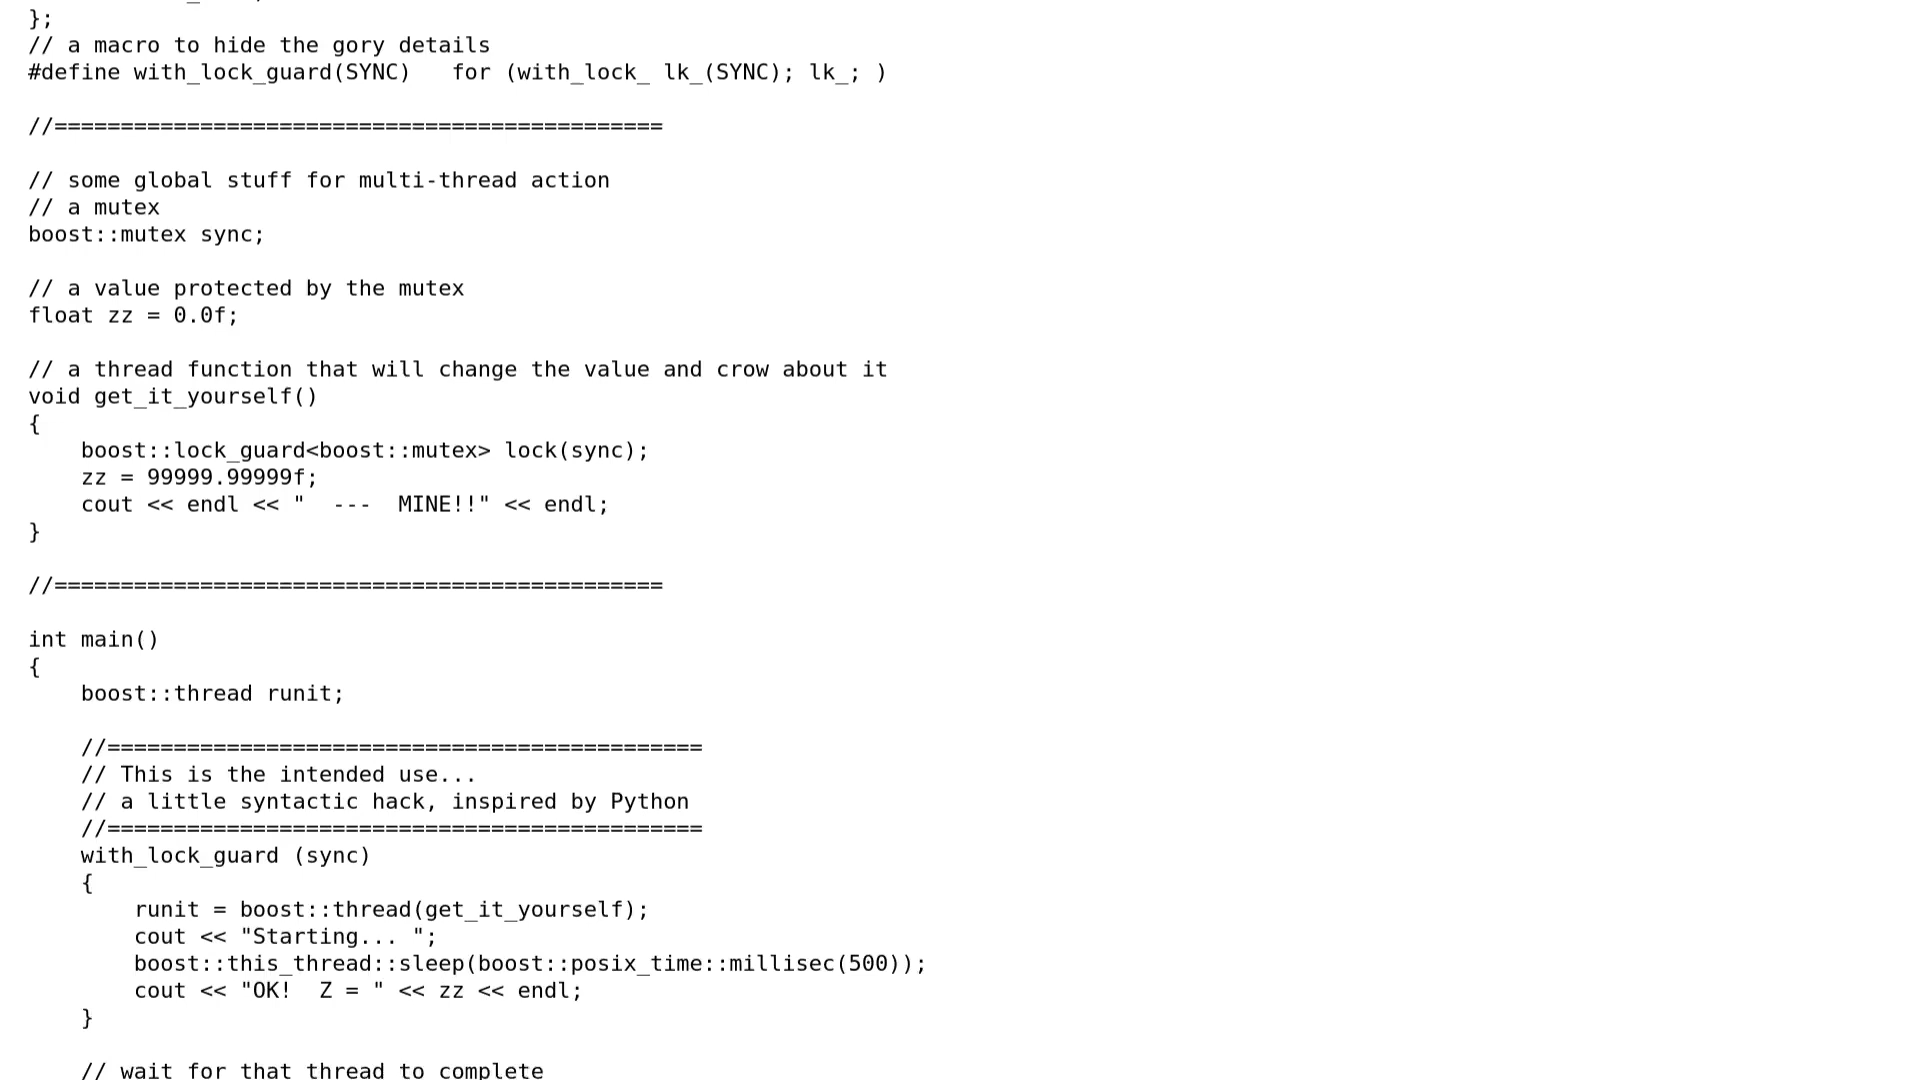 };
// a macro to hide the gory details
#define with_lock_guard(SYNC)   for (with_lock_ lk_(SYNC); lk_; )
//==============================================
// some global stuff for multi-thread action
// a mutex
boost::mutex sync;
// a value protected by the mutex
float zz = 0.0f;
// a thread function that will change the value and crow about it
void get_it_yourself()
{
    boost::lock_guard<boost::mutex> lock(sync);
    zz = 99999.99999f;
    cout << endl << "  ---  MINE!!" << endl;
}
//==============================================
int main()
{
    boost::thread runit;
    //=============================================
    // This is the intended use...
    // a little syntactic hack, inspired by Python
    //=============================================
    with_lock_guard (sync)
    {
        runit = boost::thread(get_it_yourself);
        cout << "Starting... ";
        boost::this_thread::sleep(boost::posix_time::millisec(500));
        cout << "OK!  Z = " << zz << endl;
    }
    // wait for that thread to complete